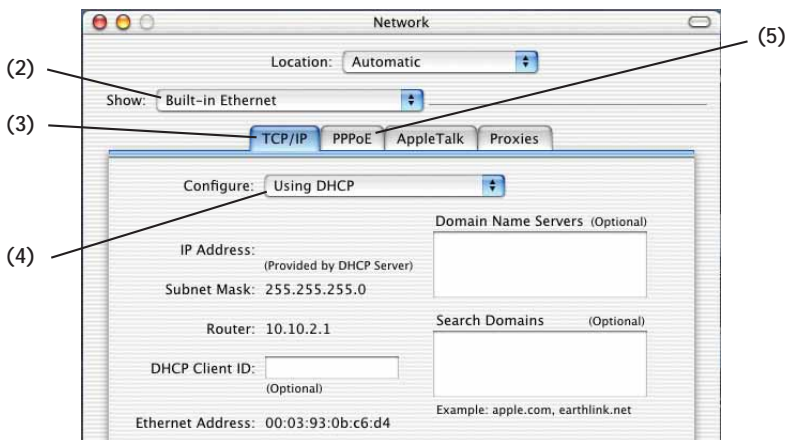 Network
(5)
Location: Automatic
(2)
Show: Built-in Ethernet
(3)
TCP/IP PPPoE AppleTalk Proxies
Configure: Using DHCP
(4)
Domain Name Servers (Optional)
IP Address:
(Provided by DHCP Server)
Subnet Mask: 255.255.255.0
Search Domains (Optional)
Router: 10.10.2.1
DHCP Client ID:
(Optional)
Example: apple.com, earthlink.net
Ethernet Address: 00:03:93:0b:c6:d4